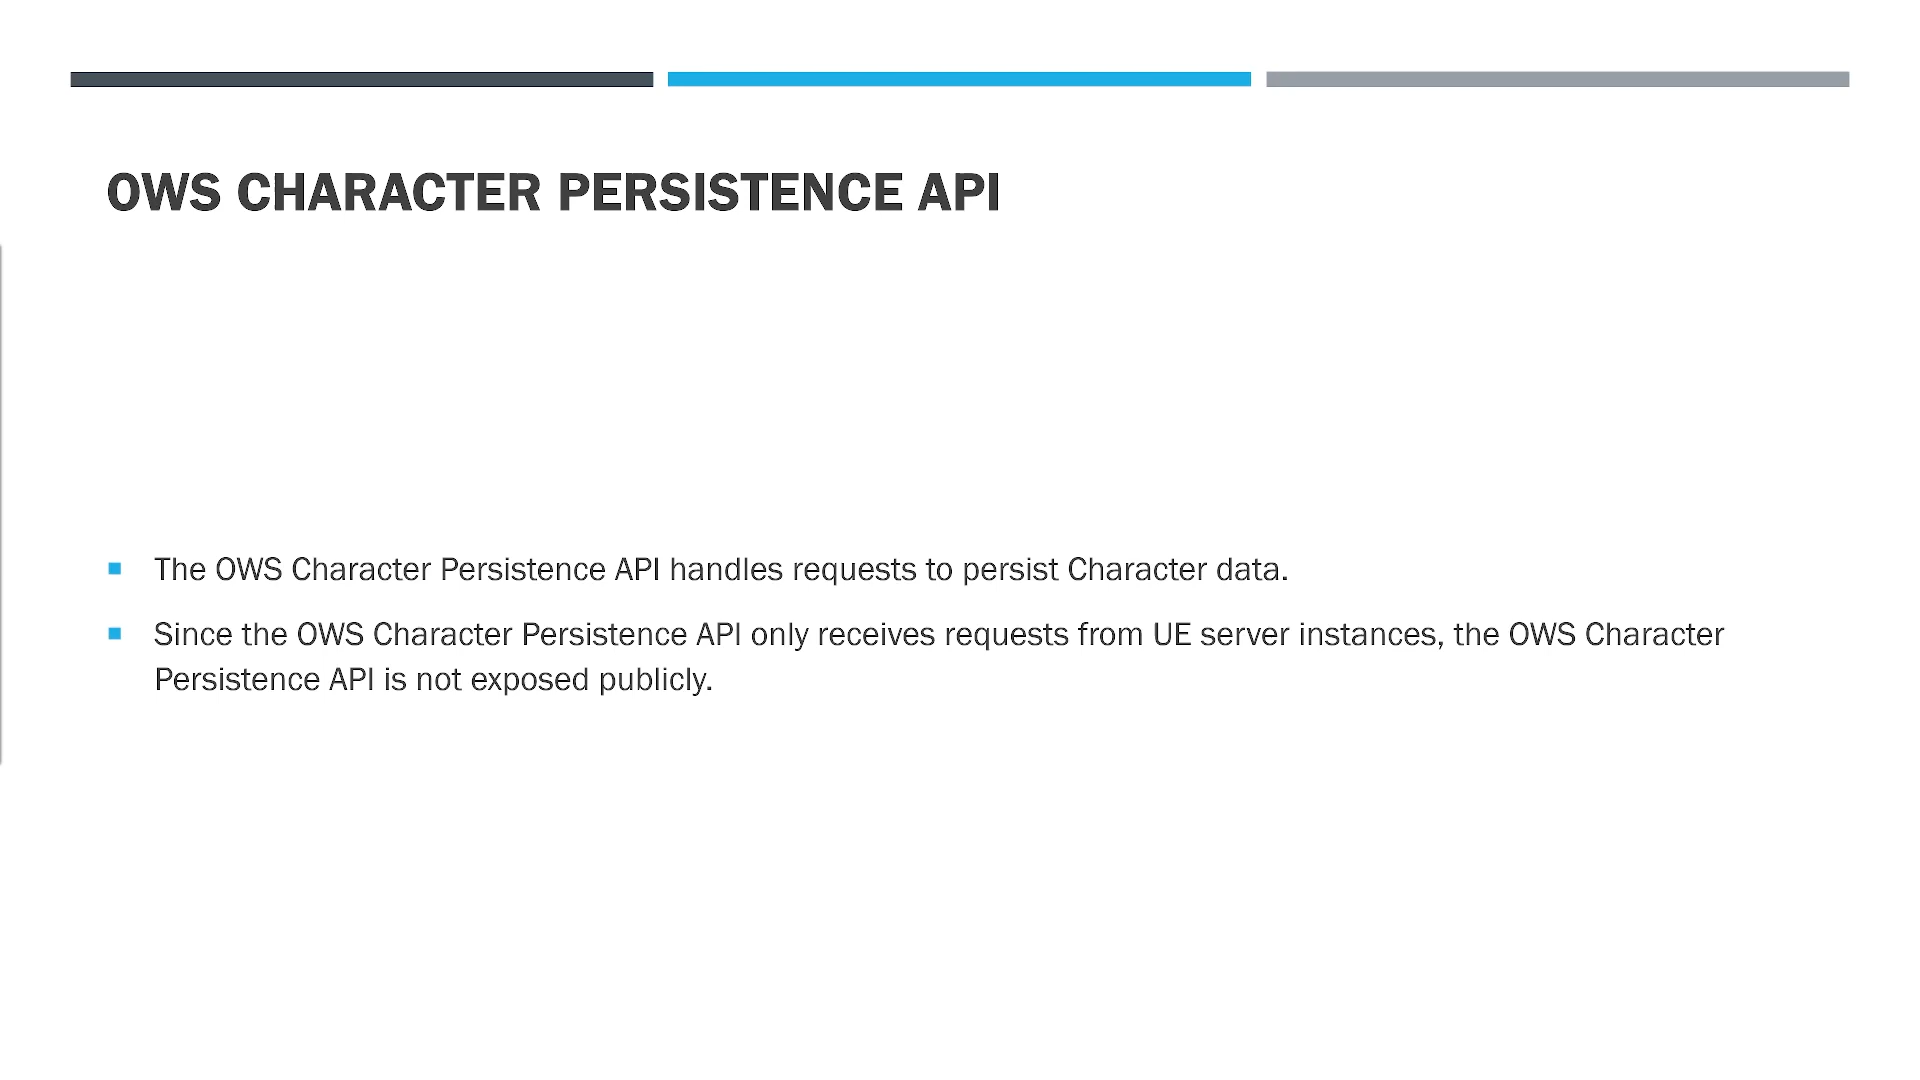 OWS CHARACTER PERSISTENCE API
The OWS Character Persistence API handles requests to persist Character data.
Since the OWS Character Persistence API only receives requests from UE server instances, the OWS Character
Persistence API is not exposed publicly.